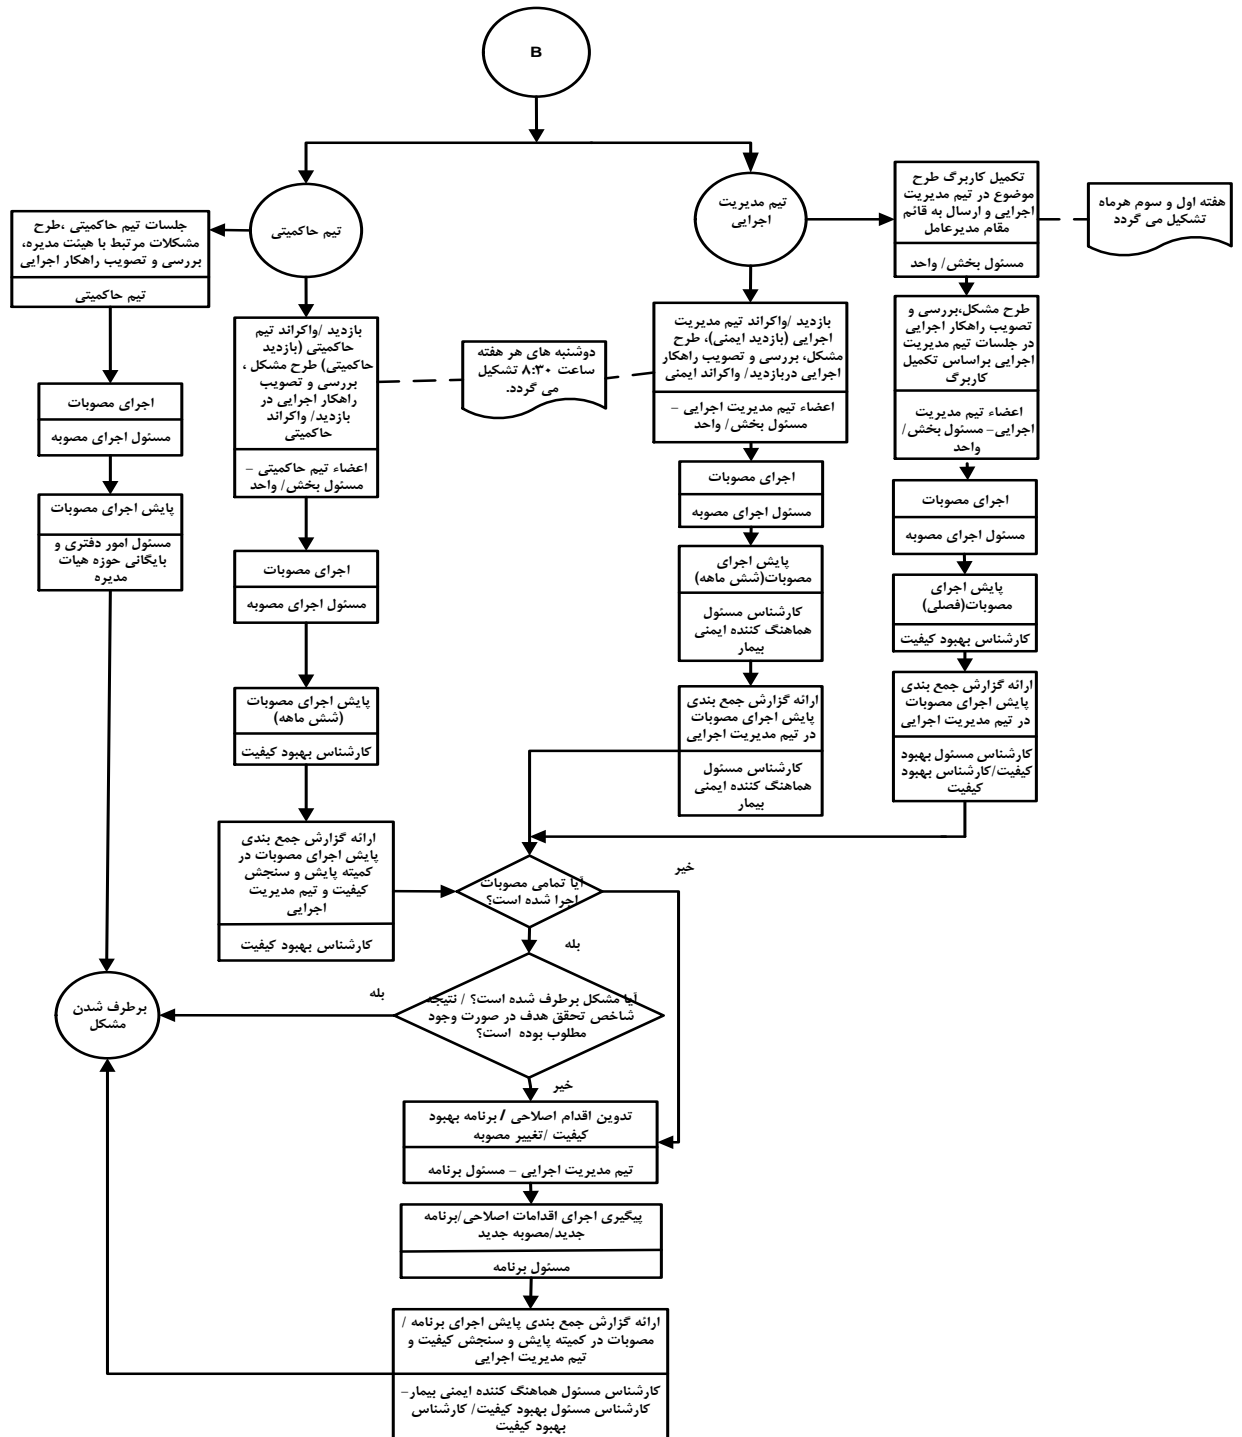 B
تیم مدیریت
اجرایی
تکمیل کاربرگ طرح
موضوع در تیم مدیریت
اجرایی و ارسال به قائم
مقام مدیرعامل
مسئول بخش/ واحد
هفته اول و سوم هرماه
تشکیل می گردد
طرح مشکل،بررسی و
تصویب راهکار اجرایی
در جلسات تیم مدیریت
اجرایی براساس تکمیل
کاربرگ
اعضاء تیم مدیریت
اجرایی– مسئول بخش/
واحد
اجرای مصوبات
مسئول اجرای مصوبه
پایش اجرای
مصوبات(فصلی)
کارشناس بهبود کیفیت
ارائه گزارش جمع بندی
پایش اجرای مصوبات
در تیم مدیریت اجرایی
کارشناس مسئول بهبود
کیفیت/کارشناس بهبود
کیفیت
بازدید /واکراند تیم مدیریت
اجرایی (بازدید ایمنی)، طرح
مشکل، بررسی و تصویب راهکار
اجرایی دربازدید/ واکراند ایمنی
اعضاء تیم مدیریت اجرایی –
مسئول بخش/ واحد
اجرای مصوبات
مسئول اجرای مصوبه
پایش اجرای
مصوبات(شش ماهه)
کارشناس مسئول
هماهنگ کننده ایمنی
بیمار
ارائه گزارش جمع بندی
پایش اجرای مصوبات
در تیم مدیریت اجرایی
کارشناس مسئول
هماهنگ کننده ایمنی
بیمار
دوشنبه های هر هفته
ساعت ۸:۳۰ تشکیل
می گردد.
تیم حاکمیتی
بازدید /واکراند تیم
حاکمیتی (بازدید
حاکمیتی) طرح مشکل ،
بررسی و تصویب
راهکار اجرایی در
بازدید/ واکراند
حاکمیتی
اعضاء تیم حاکمیتی –
مسئول بخش/ واحد
اجرای مصوبات
مسئول اجرای مصوبه
پایش اجرای مصوبات
(شش ماهه)
کارشناس بهبود کیفیت
ارائه گزارش جمع بندی
پایش اجرای مصوبات در
کمیته پایش و سنجش
کیفیت و تیم مدیریت
اجرایی
کارشناس بهبود کیفیت
جلسات تیم حاکمیتی ،طرح
مشکلات مرتبط با هیئت مدیره،
بررسی و تصویب راهکار اجرایی
تیم حاکمیتی
اجرای مصوبات
مسئول اجرای مصوبه
پایش اجرای مصوبات
مسئول امور دفتری و
بایگانی حوزه هیات
مدیره
آیا تمامی مصوبات
اجرا شده است؟
خیر
بله
آیا مشکل برطرف شده است؟ / نتیجه
شاخص تحقق هدف در صورت وجود
مطلوب بوده است؟
بله
برطرف شدن
مشکل
خیر
تدوین اقدام اصلاحی / برنامه بهبود
کیفیت /تغییر مصوبه
تیم مدیریت اجرایی – مسئول برنامه
پیگیری اجرای اقدامات اصلاحی/برنامه
جدید/مصوبه جدید
مسئول برنامه
ارائه گزارش جمع بندی پایش اجرای برنامه /
مصوبات در کمیته پایش و سنجش کیفیت و
تیم مدیریت اجرایی
کارشناس مسئول هماهنگ کننده ایمنی بیمار–
کارشناس مسئول بهبود کیفیت/ کارشناس
بهبود کیفیت